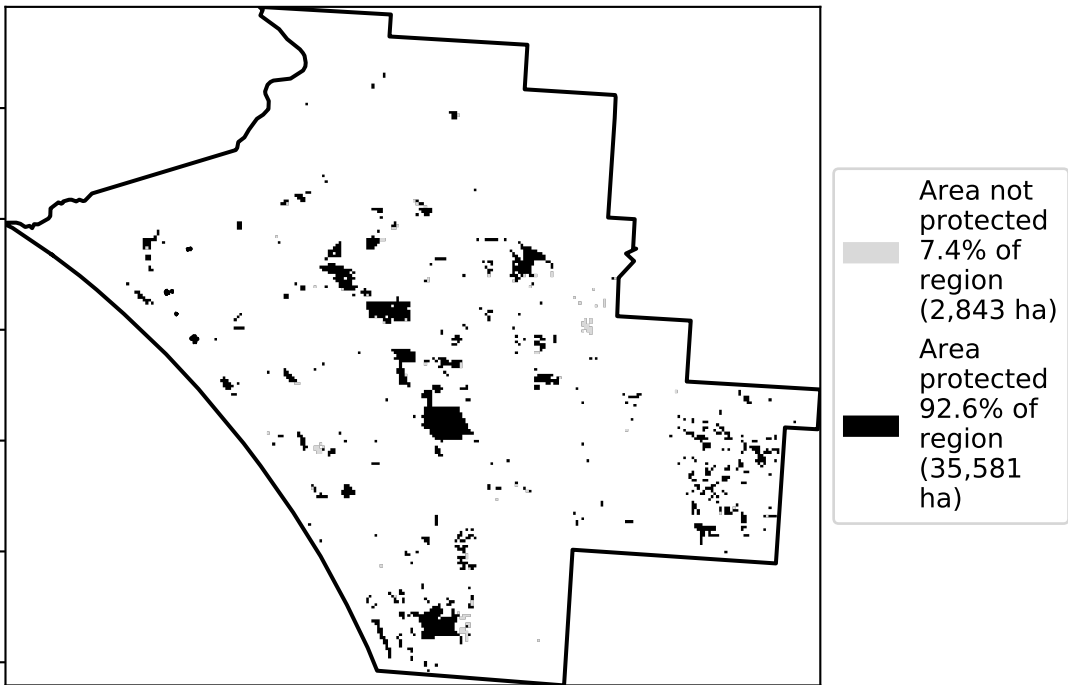 Area not
protected
7.4% of
region
(2,843 ha)
Area
protected
92.6% of
region
(35,581
ha)